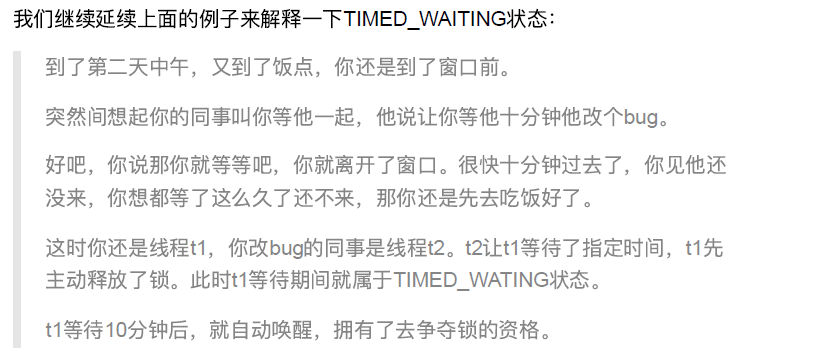 我们继续延续上面的例子来解释一下TIMED_WAITING状态：
到了第二天中午，又到了饭点，你还是到了窗口前。
突然间想起你的同事叫你等他一起，他说让你等他十分钟他改个bug。
好吧，你说那你就等等吧，你就离开了窗口。很快十分钟过去了，你见他还
没来，你想都等了这么久了还不来，那你还是先去吃饭好了。
这时你还是线程t1，你改bug的同事是线程t2。t2让t1等待了指定时间，t1先
主动释放了锁。此时t1等待期间就属于TIMED_WATING状态。
t1等待10分钟后，就自动唤醒，拥有了去争夺锁的资格。